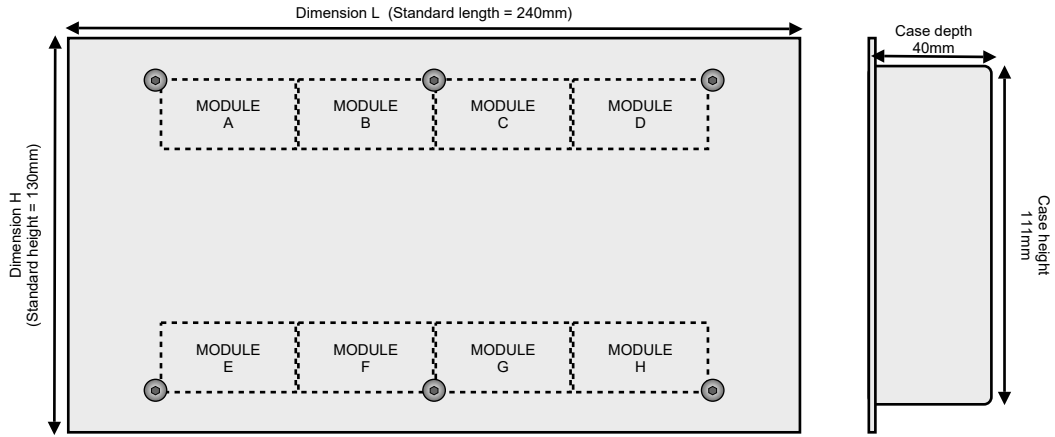 Dimension L  (Standard length = 240mm)
Case depth
40mm
MODULE
A
MODULE
B
MODULE
C
MODULE
D
Dimension H
(Standard height = 130mm)
Case height
111mm
MODULE
E
MODULE
F
MODULE
G
MODULE
H